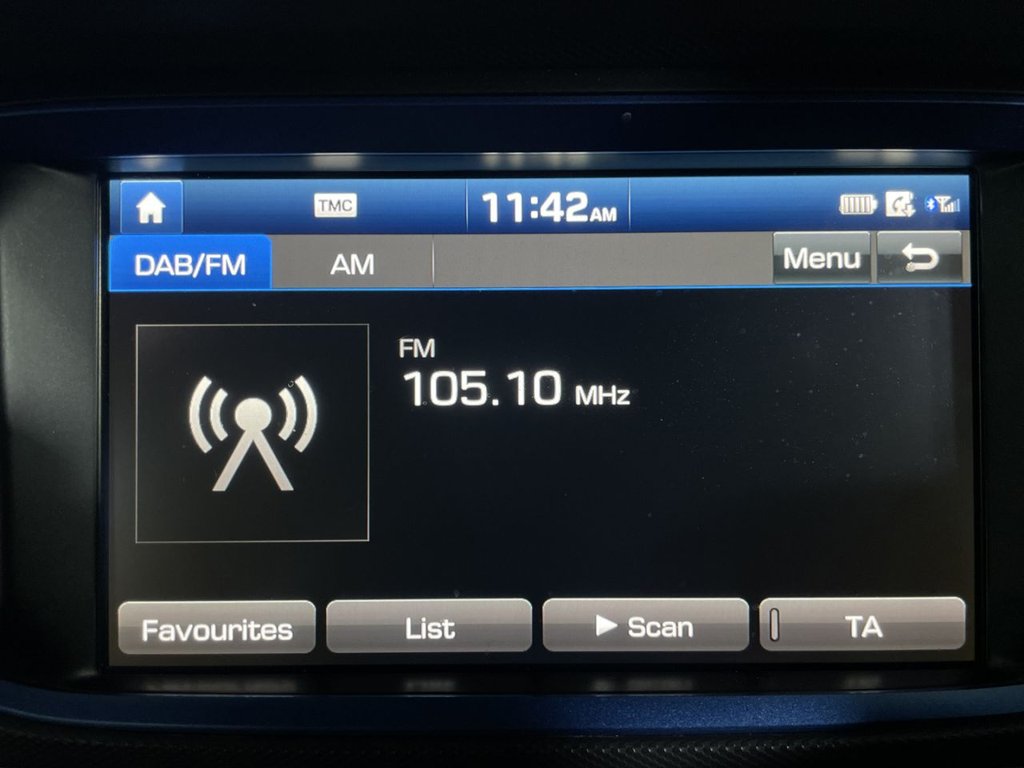 TMC
11:42AM
DAB/FM AM Menu
FM
105.10 MHz
Favourites List Scan TA